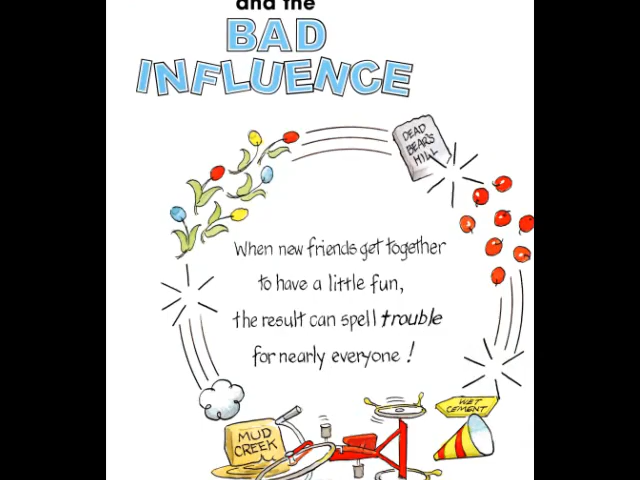 and the
BAD
INFLUENCE
DEAD
BEAR'S
HILL
When new friends get together
to have a little fun,
the result can spell trouble
for nearly everyone!
WET
CEMENT
MUD
CREEK